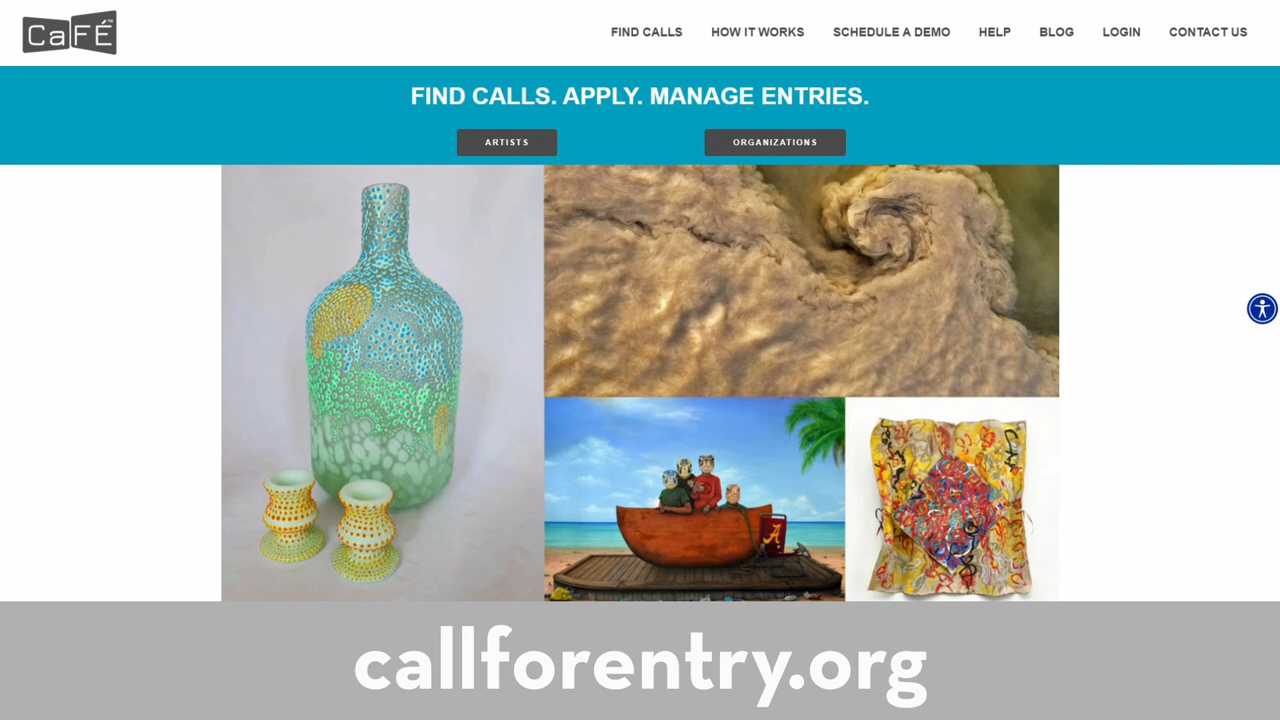 CaFÉ™
FIND CALLS HOW IT WORKS SCHEDULE A DEMO HELP BLOG LOGIN CONTACT US
FIND CALLS. APPLY. MANAGE ENTRIES.
ARTISTS ORGANIZATIONS
A
callforentry.org